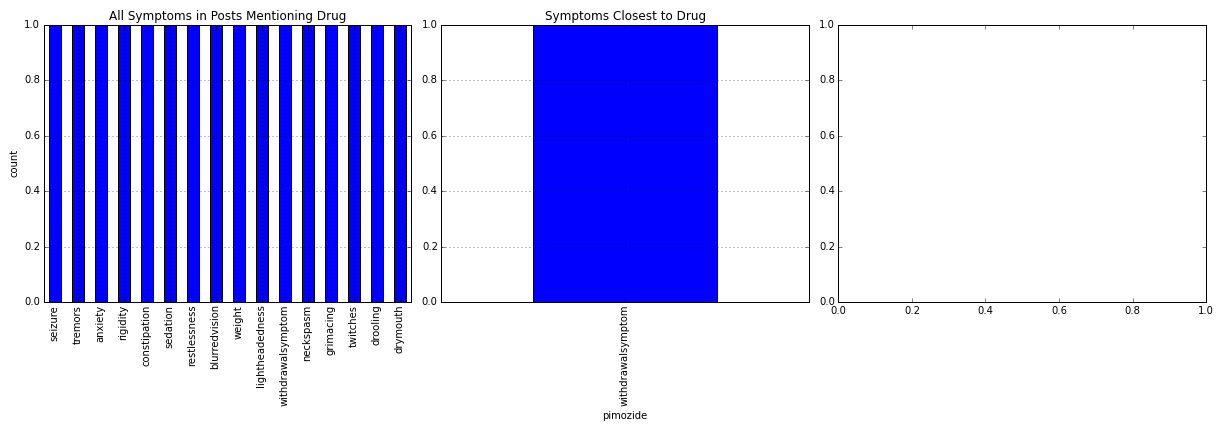 All Symptoms in Posts Mentioning Drug
count
1.0
0.8
0.6
0.4
0.2
0.0
seizure
tremors
anxiety
rigidity
constipation
sedation
restlessness
blurredvision
weight
lightheadedness
withdrawalsymptom
neckspasm
grimacing
twitches
drooling
drymouth
Symptoms Closest to Drug
1.0
0.8
0.6
0.4
0.2
0.0
withdrawalsymptom
pimozide
1.0
0.8
0.6
0.4
0.2
0.0
0.0 0.2 0.4 0.6 0.8 1.0